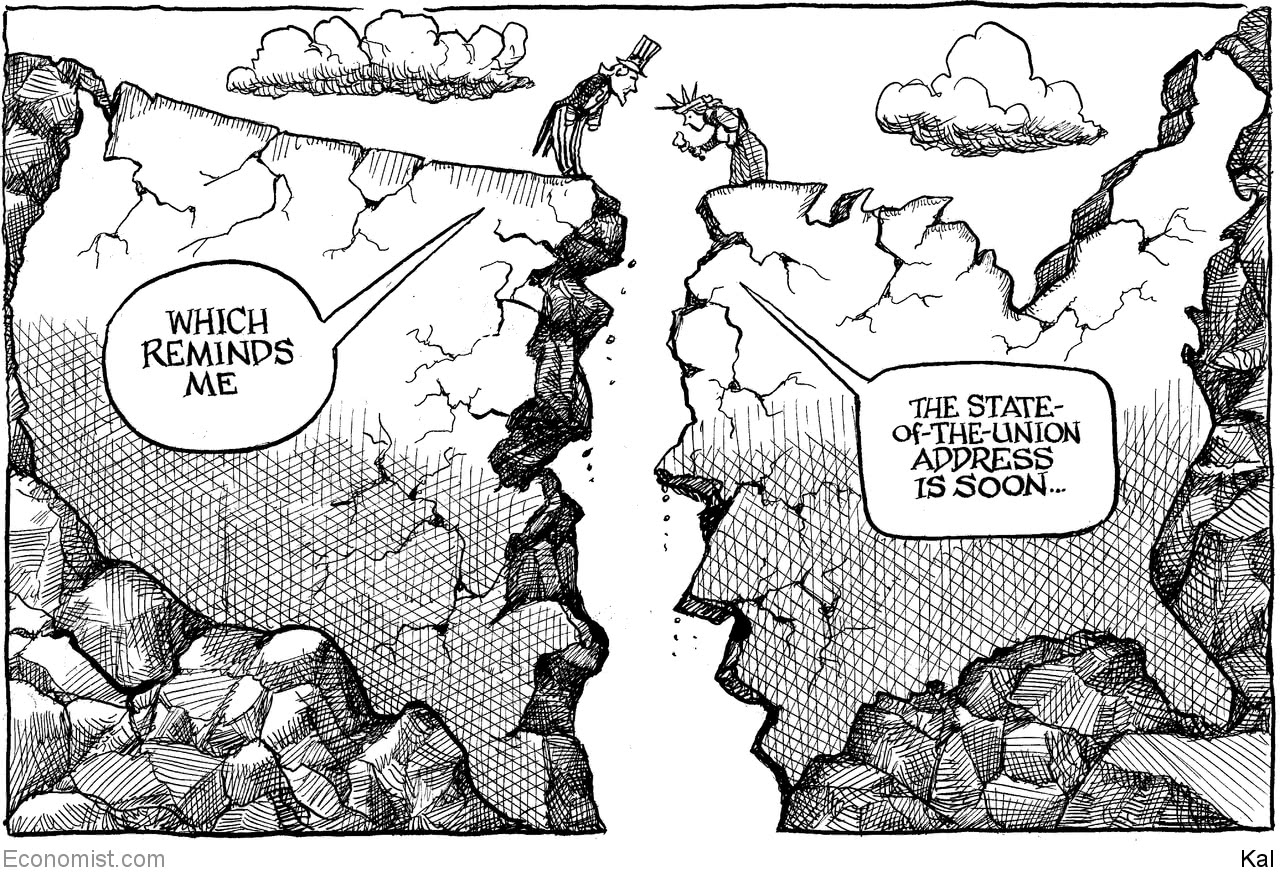 WHICH
REMINDS
ME
THE STATE-
OF-THE-UNION
ADDRESS
IS SOON...
Economist.com
Kal